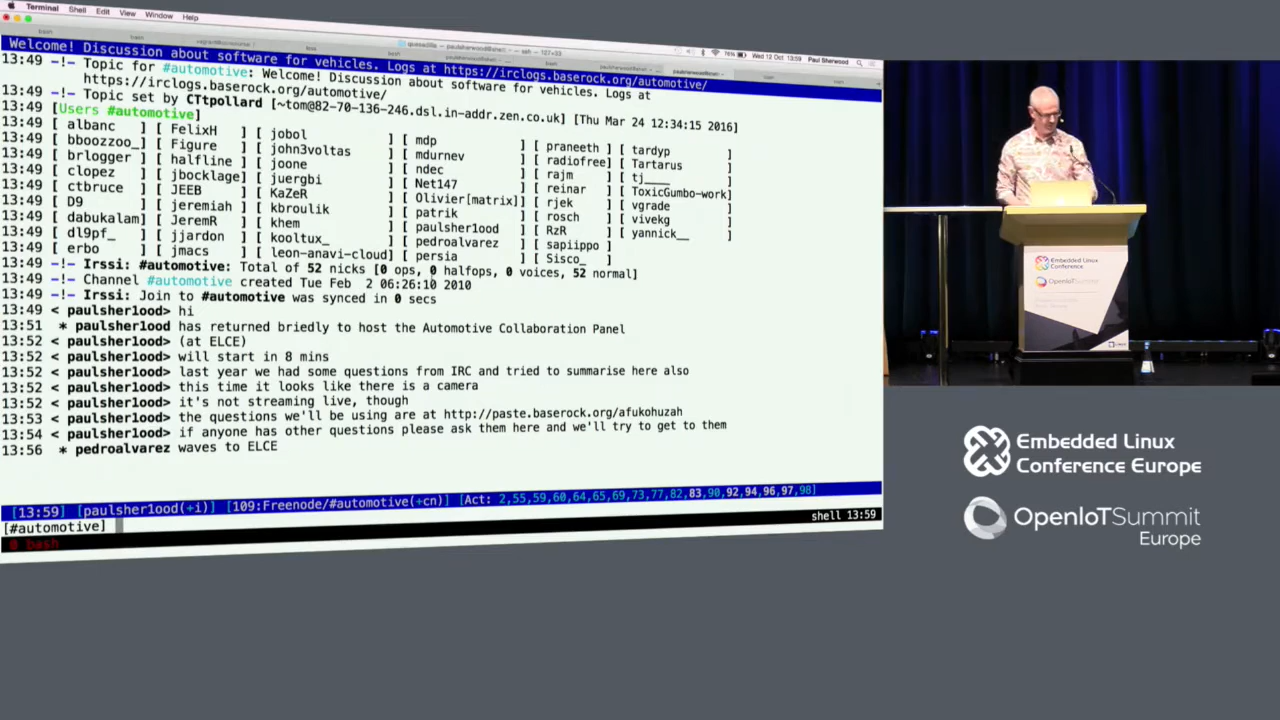 Terminal Shell Edit View Window Help
Wed 12 Oct 13:59 Paul Sherwood
Welcome! Discussion about software for vehicles. Logs at https://irclogs.baserock.org/automotive/
13:49 -!- Topic for #automotive: Welcome! Discussion about software for vehicles. Logs at
https://irclogs.baserock.org/automotive/
13:49 -!- Topic set by CTtpollard [~tom@82-70-136-246.dsl.in-addr.zen.co.uk] [Thu Mar 24 12:34:15 2016]
13:49 [Users #automotive]
13:49 [ albanc ] [ FelixH ] [ jobol ] [ mdp ] [ praneeth ] [ tardyp ]
13:49 [ bboozzoo_] [ Figure ] [ john3voltas ] [ mdurnev ] [ radiofree] [ Tartarus ]
13:49 [ brlogger ] [ halfline ] [ joone ] [ ndec ] [ rajm ] [ tj____ ]
13:49 [ clopez ] [ jbocklage ] [ juergbi ] [ Net147 ] [ reinar ] [ ToxicGumbo-work]
13:49 [ ctbruce ] [ JEEB ] [ KaZeR ] [ Olivier[matrix]] [ rjek ] [ vgrade ]
13:49 [ D9 ] [ jeremiah ] [ kbroulik ] [ patrik ] [ rosch ] [ vivekg ]
13:49 [ dabukalam ] [ JeremR ] [ khem ] [ paulsher1ood ] [ RzR ] [ yannick__ ]
13:49 [ dl9pf_ ] [ jjardon ] [ kooltux_ ] [ pedroalvarez ] [ sapiippo ]
13:49 [ erbo ] [ jmacs ] [ leon-anavi-cloud] [ persia ] [ Sisco_ ]
13:49 -!- Irssi: #automotive: Total of 52 nicks [0 ops, 0 halfops, 0 voices, 52 normal]
13:49 -!- Channel #automotive created Tue Feb 2 06:26:10 2010
13:49 -!- Irssi: Join to #automotive was synced in 0 secs
13:49 < paulsher1ood> hi
13:51 * paulsher1ood has returned briedly to host the Automotive Collaboration Panel
13:52 < paulsher1ood> (at ELCE)
13:52 < paulsher1ood> will start in 8 mins
13:52 < paulsher1ood> last year we had some questions from IRC and tried to summarise here also
13:52 < paulsher1ood> this time it looks like there is a camera
13:52 < paulsher1ood> it's not streaming live, though
13:53 < paulsher1ood> the questions we'll be using are at http://paste.baserock.org/afukohuzah
13:54 < paulsher1ood> if anyone has other questions please ask them here and we'll try to get to them
13:56 * pedroalvarez waves to ELCE
[13:59] [paulsher1ood(+i)] [109:Freenode/#automotive(+cn)] [Act: 2,55,59,60,64,65,69,73,77,82,83,90,92,94,96,97,98]
[#automotive]
shell 13:59
0 bash
Embedded Linux
Conference
OpenIoTSummit
Embedded Linux
Conference Europe
OpenIoTSummit
Europe